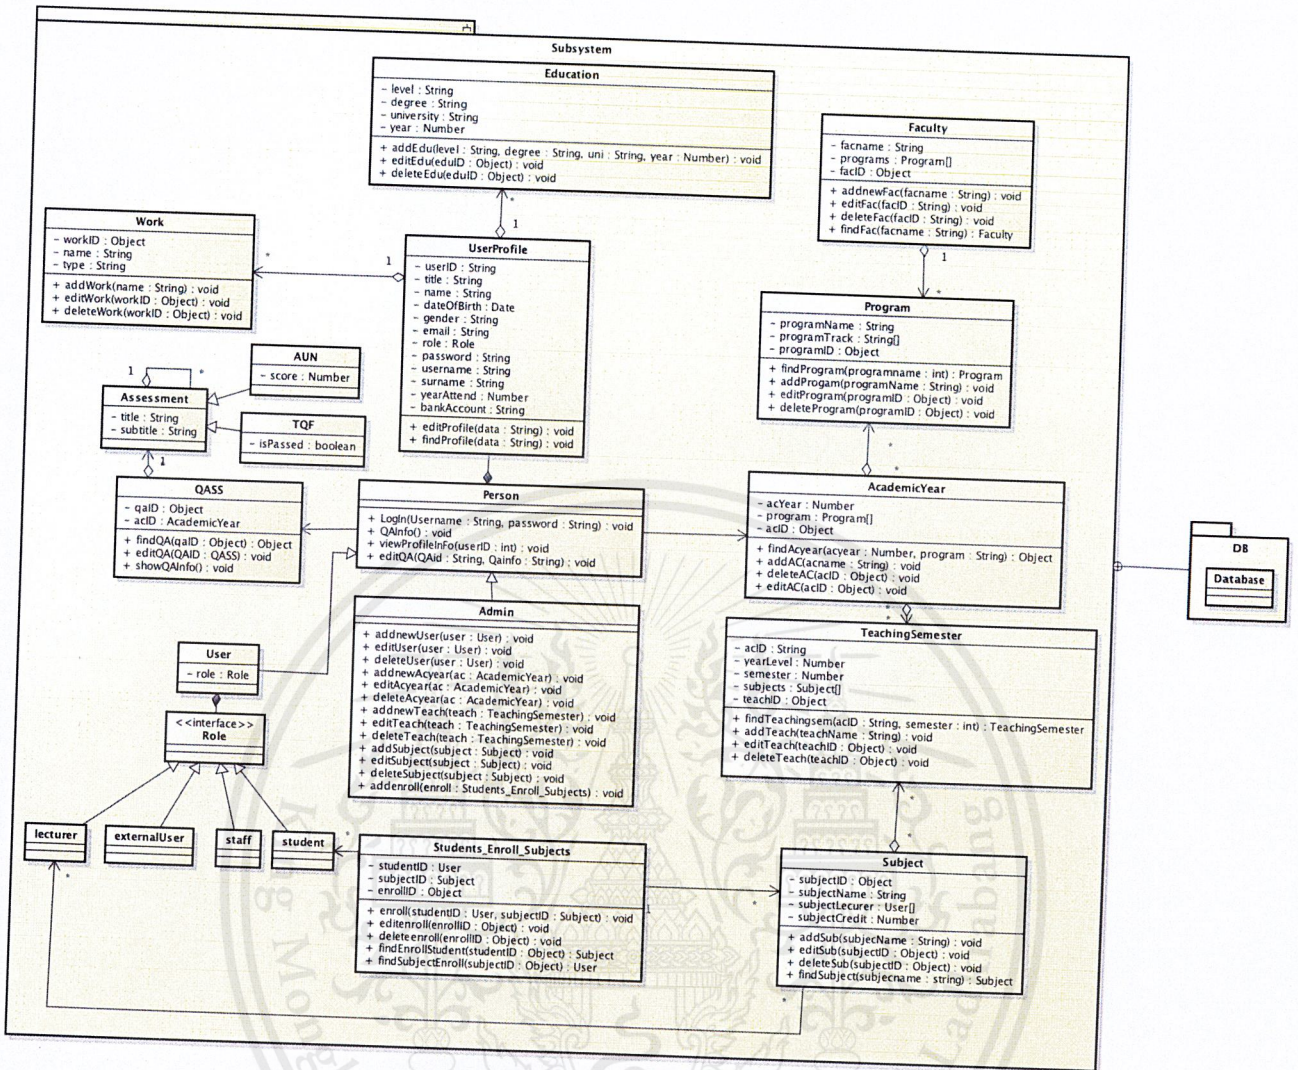 Subsystem
Education
- level : String
- degree : String
- university : String
- year : Number
+ addEdu(level : String, degree : String, uni : String, year : Number) : void
+ editEdu(eduID : Object) : void
+ deleteEdu(eduID : Object) : void
Faculty
- facname : String
- programs : Program[]
- facID : Object
+ addnewFac(facname : String) : void
+ editFac(facID : String) : void
+ deleteFac(facID : String) : void
+ findFac(facname : String) : Faculty
Work
- workID : Object
- name : String
- type : String
+ addWork(name : String) : void
+ editWork(workID : Object) : void
+ deleteWork(workID : Object) : void
*
1
*
1
UserProfile
- userID : String
- title : String
- name : String
- dateOfBirth : Date
- gender : String
- email : String
- role : Role
- password : String
- username : String
- surname : String
- yearAttend : Number
- bankAccount : String
+ editProfile(data : String) : void
+ findProfile(data : String) : void
1
*
Program
- programName : String
- programTrack : String[]
- programID : Object
+ findProgram(programname : int) : Program
+ addProgam(programName : String) : void
+ editProgram(programID : Object) : void
+ deleteProgram(programID : Object) : void
AUN
- score : Number
1
*
Assessment
- title : String
- subtitle : String
TQF
- isPassed : boolean
1
QASS
- qaID : Object
- acID : AcademicYear
+ findQA(qaID : Object) : Object
+ editQA(QAID : QASS) : void
+ showQAInfo() : void
Person
+ LogIn(Username : String, password : String) : void
+ QAInfo() : void
+ viewProfileInFo(userID : int) : void
+ editQA(QAid : String, Qainfo : String) : void
*
*
AcademicYear
- acYear : Number
- program : Program[]
- acID : Object
+ findAcyear(acyear : Number, program : String) : Object
+ addAC(acname : String) : void
+ deleteAC(acID : Object) : void
+ editAC(acID : Object) : void
DB
Database
Admin
+ addnewUser(user : User) : void
+ editUser(user : User) : void
+ deleteUser(user : User) : void
+ addnewAcyear(ac : AcademicYear) : void
+ editAcyear(ac : AcademicYear) : void
+ deleteAcyear(ac : AcademicYear) : void
+ addnewTeach(teach : TeachingSemester) : void
+ editTeach(teach : TeachingSemester) : void
+ deleteTeach(teach : TeachingSemester) : void
+ addSubject(subject : Subject) : void
+ editSubject(subject : Subject) : void
+ deleteSubject(subject : Subject) : void
+ addenroll(enroll : Students_Enroll_Subjects) : void
*
*
TeachingSemester
- acID : String
- yearLevel : Number
- semester : Number
- subjects : Subject[]
- teachID : Object
+ findTeachingsem(acID : String, semester : int) : TeachingSemester
+ addTeach(teachName : String) : void
+ editTeach(teachID : Object) : void
+ deleteTeach(teachID : Object) : void
User
- role : Role
<<interface>>
Role
lecturer
externalUser
staff
student
*
*
Students_Enroll_Subjects
- studentID : User
- subjectID : Subject
- enrollID : Object
+ enroll(studentID : User, subjectID : Subject) : void
+ editenroll(enrollID : Object) : void
+ deleteenroll(enrollID : Object) : void
+ findEnrollStudent(studentID : Object) : Subject
+ findSubjectEnroll(subjectID : Object) : User
1
*
*
*
Subject
- subjectID : Object
- subjectName : String
- subjectLecurer : User[]
- subjectCredit : Number
+ addSub(subjecName : String) : void
+ editSub(subjectID : Object) : void
+ deleteSub(subjectID : Object) : void
+ findSubject(subjecname : string) : Subject
*
King Mong
Ladkrabang